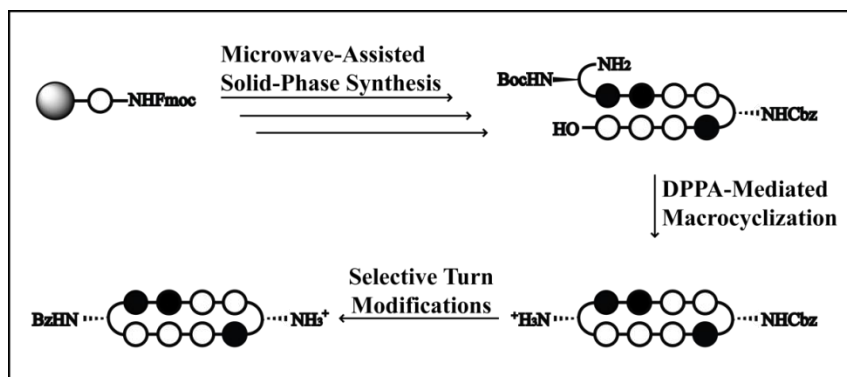 Microwave-Assisted
Solid-Phase Synthesis
NHFmoc
BocHN
NH₂
HO
NHCbz
DPPA-Mediated
Macrocyclization
Selective Turn
Modifications
BzHN
NH₃⁺
⁺H₃N
NHCbz